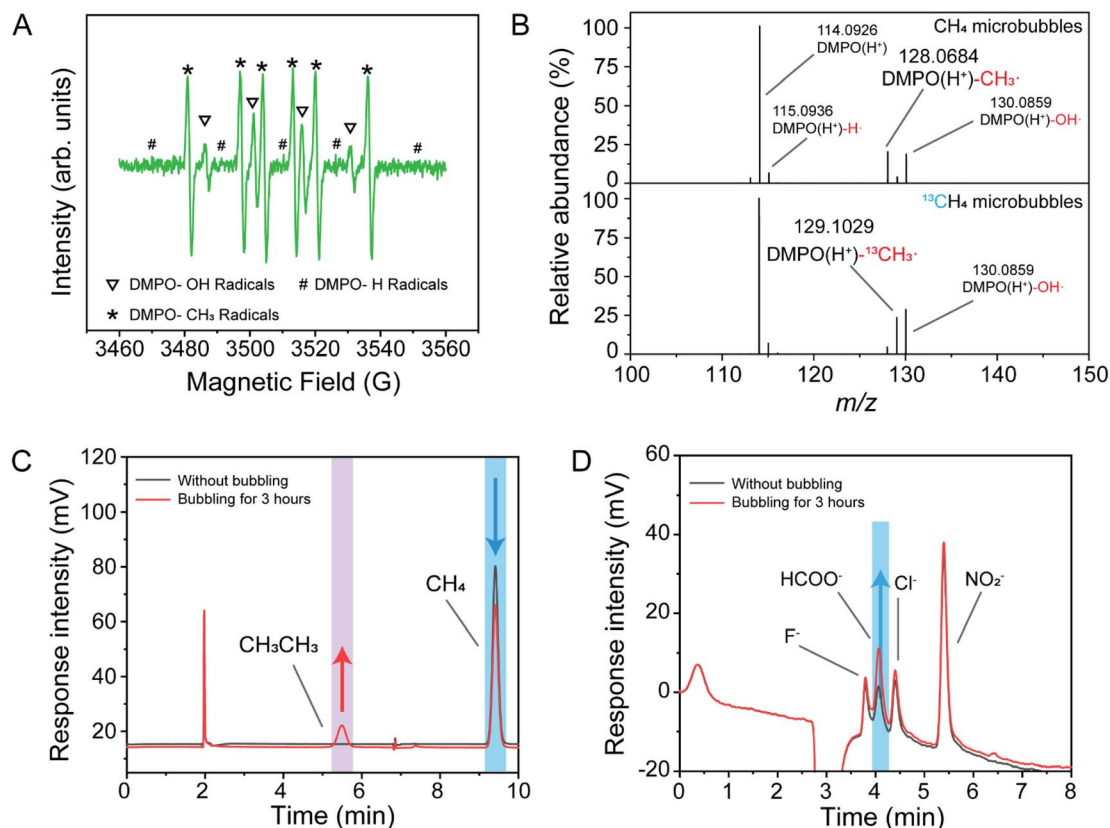 A
Intensity (arb. units)
* ▽ * * * ▽ * *
# ▽ # # ▽ # #
▽ DMPO- OH Radicals # DMPO- H Radicals
* DMPO- CH₃ Radicals
3460 3480 3500 3520 3540 3560
Magnetic Field (G)
B
Relative abundance (%)
100
75
50
25
0
CH₄ microbubbles
114.0926
DMPO(H⁺)
128.0684
DMPO(H⁺)-CH₃·
115.0936
DMPO(H⁺)-H·
130.0859
DMPO(H⁺)-OH·
100
75
50
25
0
¹³CH₄ microbubbles
129.1029
DMPO(H⁺)-¹³CH₃·
130.0859
DMPO(H⁺)-OH·
100 110 120 130 140 150
m/z
C
Response intensity (mV)
120
100
80
60
40
20
Without bubbling
Bubbling for 3 hours
CH₄
CH₃CH₃
0 2 4 6 8 10
Time (min)
D
Response intensity (mV)
60
40
20
0
-20
Without bubbling
Bubbling for 3 hours
HCOO⁻
Cl⁻
NO₂⁻
F⁻
0 1 2 3 4 5 6 7 8
Time (min)